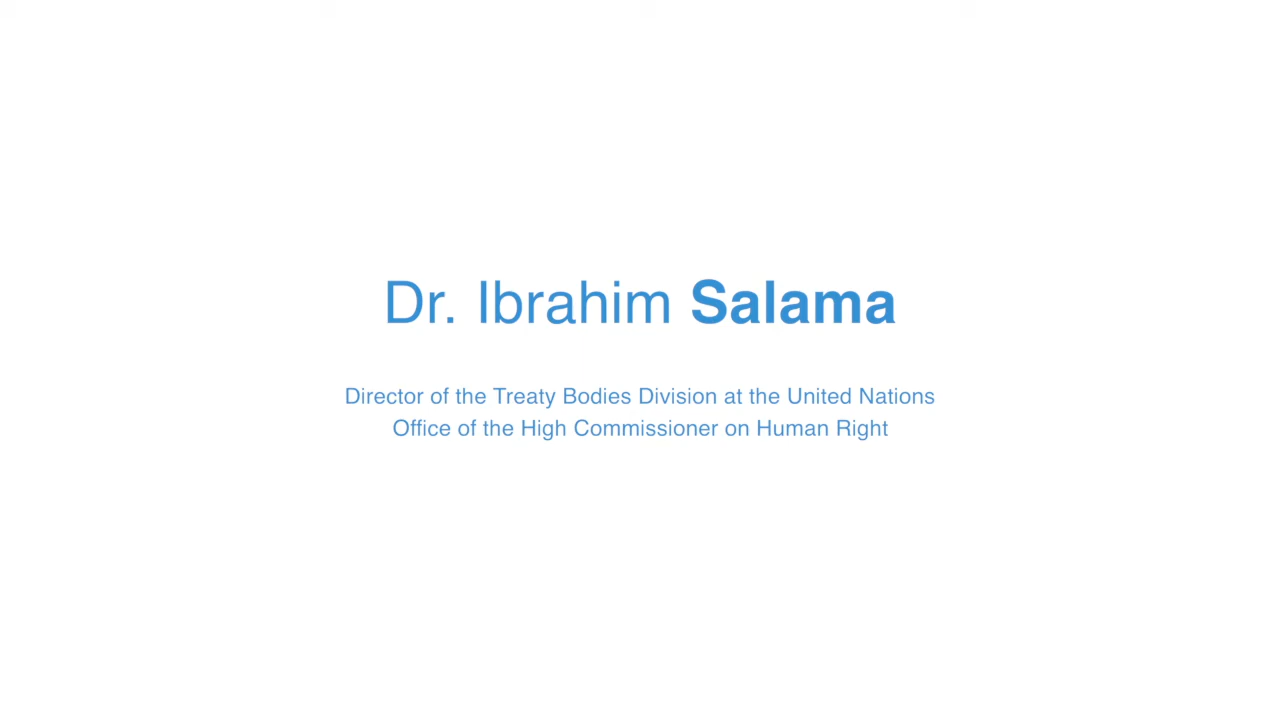 Dr. Ibrahim Salama
Director of the Treaty Bodies Division at the United Nations
Office of the High Commissioner on Human Right